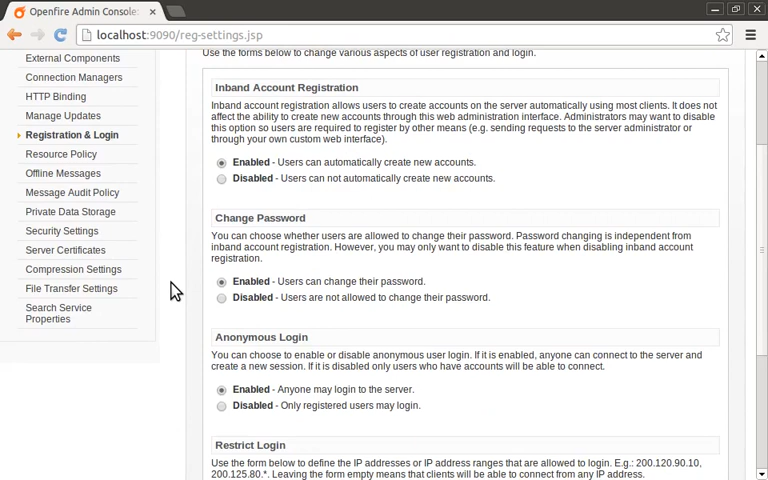 Openfire Admin Console:
localhost:9090/reg-settings.jsp
External Components
Connection Managers
HTTP Binding
Manage Updates
Registration & Login
Resource Policy
Offline Messages
Message Audit Policy
Private Data Storage
Security Settings
Server Certificates
Compression Settings
File Transfer Settings
Search Service
Properties
Use the forms below to change various aspects of user registration and login.
Inband Account Registration
Inband account registration allows users to create accounts on the server automatically using most clients. It does not
affect the ability to create new accounts through this web administration interface. Administrators may want to disable
this option so users are required to register by other means (e.g. sending requests to the server administrator or
through your own custom web interface).
Enabled - Users can automatically create new accounts.
Disabled - Users can not automatically create new accounts.
Change Password
You can choose whether users are allowed to change their password. Password changing is independent from
inband account registration. However, you may only want to disable this feature when disabling inband account
registration.
Enabled - Users can change their password.
Disabled - Users are not allowed to change their password.
Anonymous Login
You can choose to enable or disable anonymous user login. If it is enabled, anyone can connect to the server and
create a new session. If it is disabled only users who have accounts will be able to connect.
Enabled - Anyone may login to the server.
Disabled - Only registered users may login.
Restrict Login
Use the form below to define the IP addresses or IP address ranges that are allowed to login. E.g.: 200.120.90.10,
200.125.80.*. Leaving the form empty means that clients will be able to connect from any IP address.